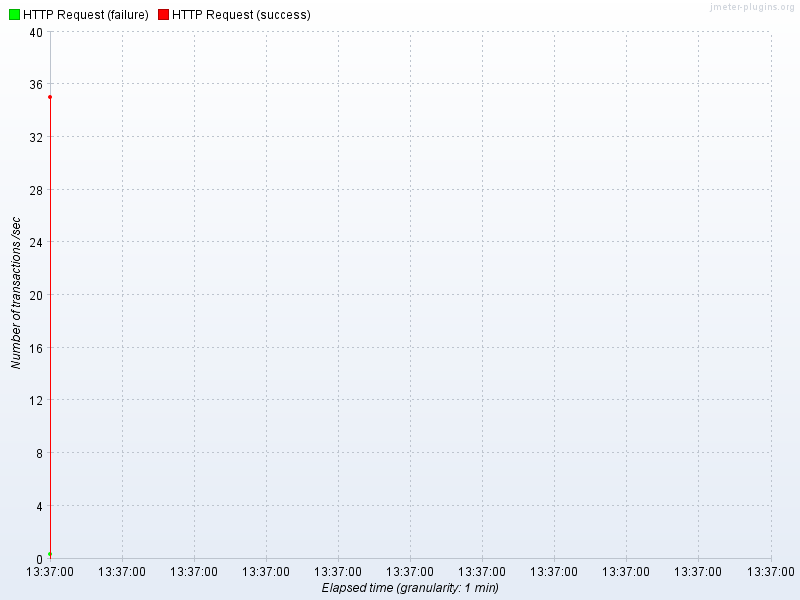 jmeter-plugins.org
HTTP Request (failure) HTTP Request (success)
40
36
32
28
24
20
16
12
8
4
0
Number of transactions /sec
13:37:00 13:37:00 13:37:00 13:37:00 13:37:00 13:37:00 13:37:00 13:37:00 13:37:00 13:37:00 13:37:00
Elapsed time (granularity: 1 min)